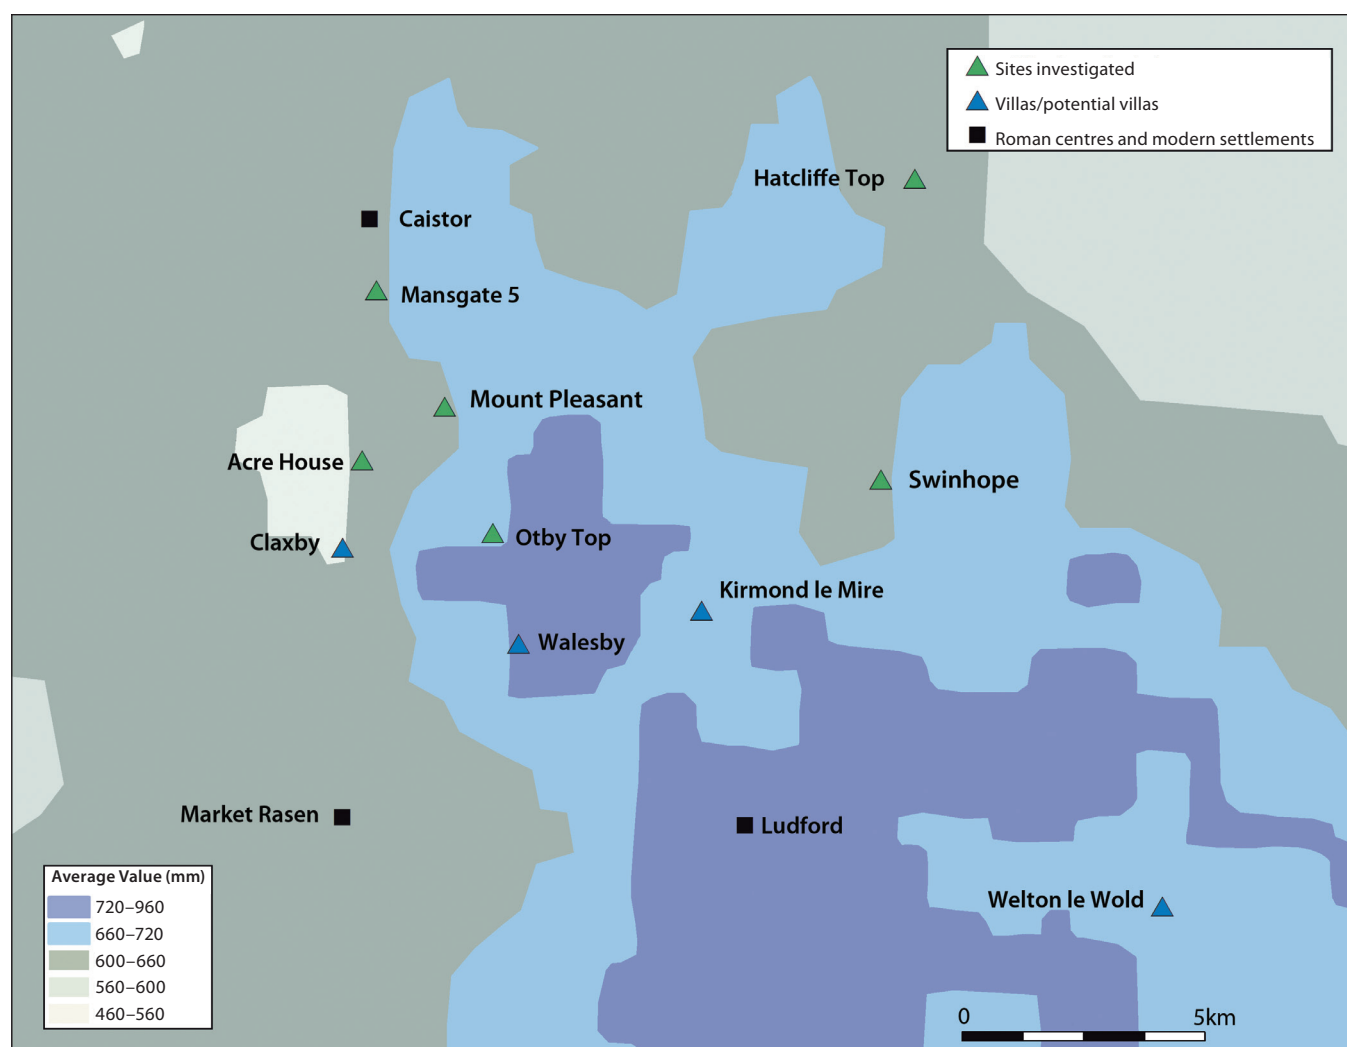 Sites investigated
Villas/potential villas
Roman centres and modern settlements
Hatcliffe Top
Caistor
Mansgate 5
Mount Pleasant
Acre House
Swinhope
Otby Top
Claxby
Kirmond le Mire
Walesby
Market Rasen
Ludford
Welton le Wold
Average Value (mm)
720–960
660–720
600–660
560–600
460–560
0 5km